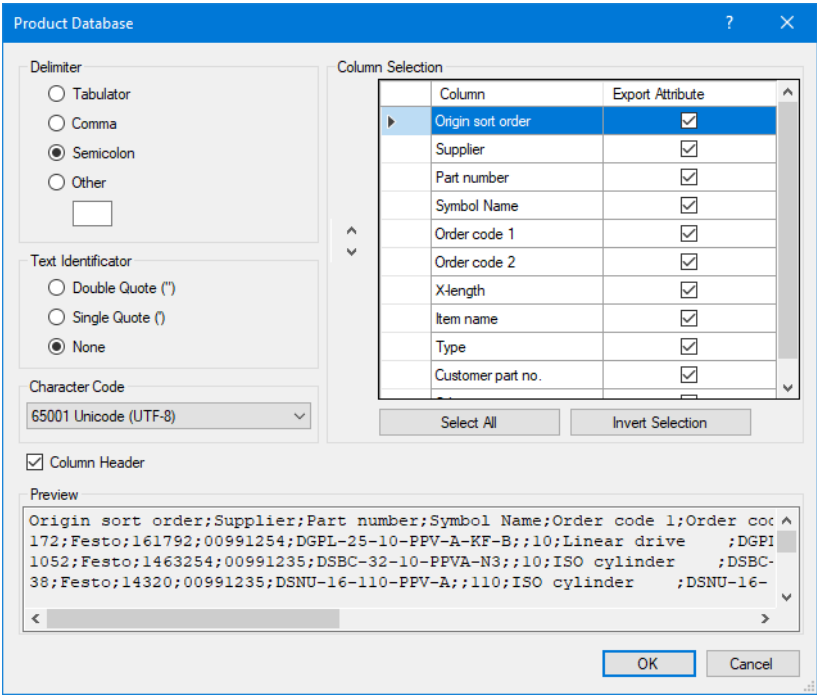 Product Database
Delimiter
Tabulator
Comma
Semicolon
Other
Text Identificator
Double Quote (")
Single Quote (')
None
Character Code
65001 Unicode (UTF-8)
Column Header
Column Selection
Column Export Attribute
Origin sort order
Supplier
Part number
Symbol Name
Order code 1
Order code 2
X-length
Item name
Type
Customer part no.
Select All Invert Selection
Preview
Origin sort order;Supplier;Part number;Symbol Name;Order code 1;Order coc
172;Festo;161792;00991254;DGPL-25-10-PPV-A-KF-B;;10;Linear drive ;DGPI
1052;Festo;1463254;00991235;DSBC-32-10-PPVA-N3;;10;ISO cylinder ;DSBC-
38;Festo;14320;00991235;DSNU-16-110-PPV-A;;110;ISO cylinder ;DSNU-16-
OK Cancel